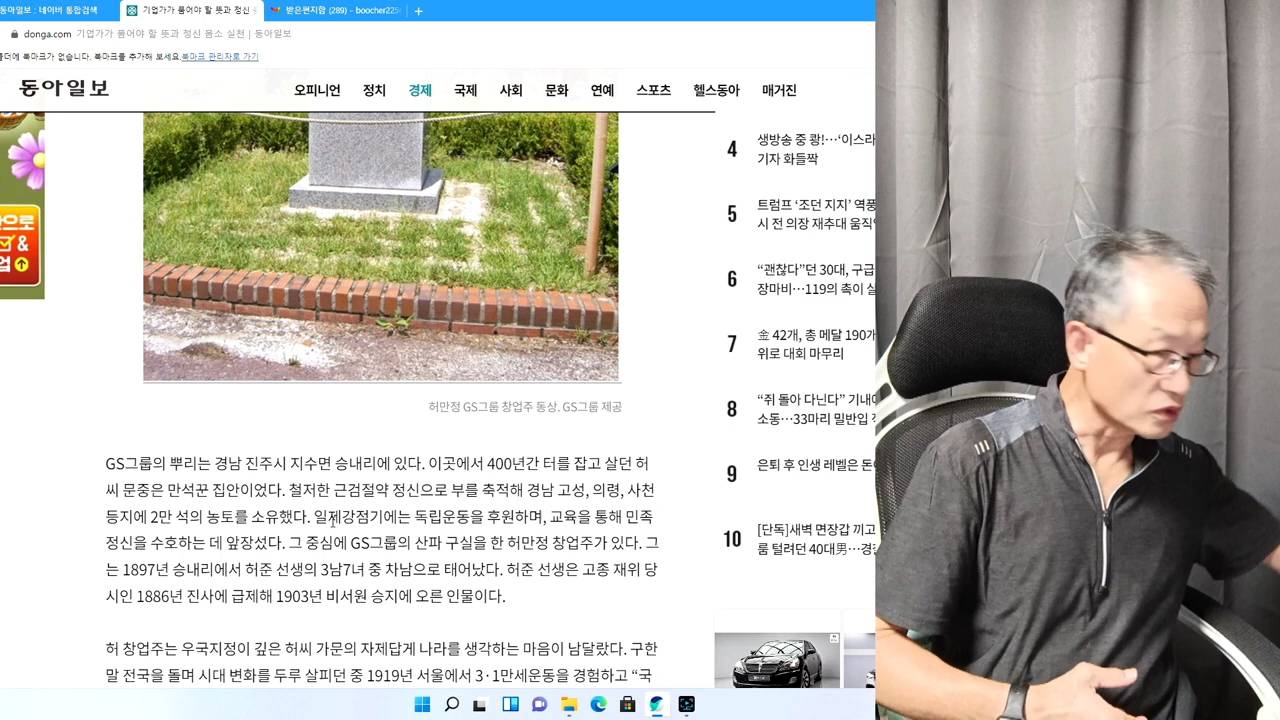 동아일보 : 네이버 통합검색
기업가가 품어야 할 뜻과 정신
받은편지함 (289) - boocher225
donga.com 기업가가 품어야 할 뜻과 정신 몸소 실천 | 동아일보
북마크가 없습니다. 북마크를 추가해 보세요.북마크 관리자로 가기
동아일보
오피니언 정치 경제 국제 사회 문화 연예 스포츠 헬스동아 매거진
4 생방송 중 쾅!…‘이스라
기자 화들짝
5 트럼프 ‘조던 지지’ 역풍
시 전 의장 재추대 움직
6 “괜찮다”던 30대, 구급
장마비…119의 촉이 살
7 金 42개, 총 메달 190개
위로 대회 마무리
8 “쥐 돌아 다닌다” 기내에
소동…33마리 밀반입
9 은퇴 후 인생 레벨은 돈
10 [단독]새벽 면장갑 끼고
룸 털려던 40대男…경
으로
&
업
허만정 GS그룹 창업주 동상. GS그룹 제공
GS그룹의 뿌리는 경남 진주시 지수면 승내리에 있다. 이곳에서 400년간 터를 잡고 살던 허
씨 문중은 만석꾼 집안이었다. 철저한 근검절약 정신으로 부를 축적해 경남 고성, 의령, 사천
등지에 2만 석의 농토를 소유했다. 일제강점기에는 독립운동을 후원하며, 교육을 통해 민족
정신을 수호하는 데 앞장섰다. 그 중심에 GS그룹의 산파 구실을 한 허만정 창업주가 있다. 그
는 1897년 승내리에서 허준 선생의 3남7녀 중 차남으로 태어났다. 허준 선생은 고종 재위 당
시인 1886년 진사에 급제해 1903년 비서원 승지에 오른 인물이다.
허 창업주는 우국지정이 깊은 허씨 가문의 자제답게 나라를 생각하는 마음이 남달랐다. 구한
말 전국을 돌며 시대 변화를 두루 살피던 중 1919년 서울에서 3·1만세운동을 경험하고 “국